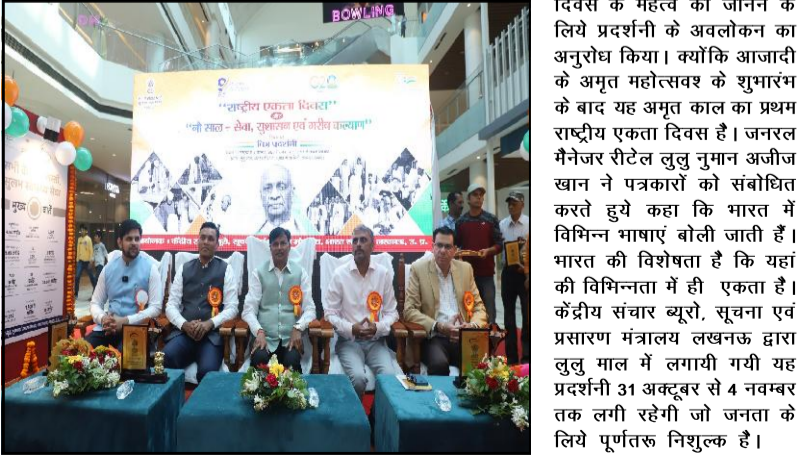 BOWLING
"राष्ट्रीय एकता दिवस"
"नौ साल - सेवा, सुशासन एवं गरीब कल्याण"
चित्र प्रदर्शनी
मुख्य
दिवस के महत्व को जानने के
लिये प्रदर्शनी के अवलोकन का
अनुरोध किया। क्योंकि आजादी
के अमृत महोत्सवश् के शुभारंभ
के बाद यह अमृत काल का प्रथम
राष्ट्रीय एकता दिवस है। जनरल
मैनेजर रीटेल लुलु नुमान अजीज
खान ने पत्रकारों को संबोधित
करते हुये कहा कि भारत में
विभिन्न भाषाएं बोली जाती हैं।
भारत की विशेषता है कि यहां
की विभिन्नता में ही एकता है।
केंद्रीय संचार ब्यूरो, सूचना एवं
प्रसारण मंत्रालय लखनऊ द्वारा
लुलु माल में लगायी गयी यह
प्रदर्शनी 31 अक्टूबर से 4 नवम्बर
तक लगी रहेगी जो जनता के
लिये पूर्णतरू निशुल्क है।